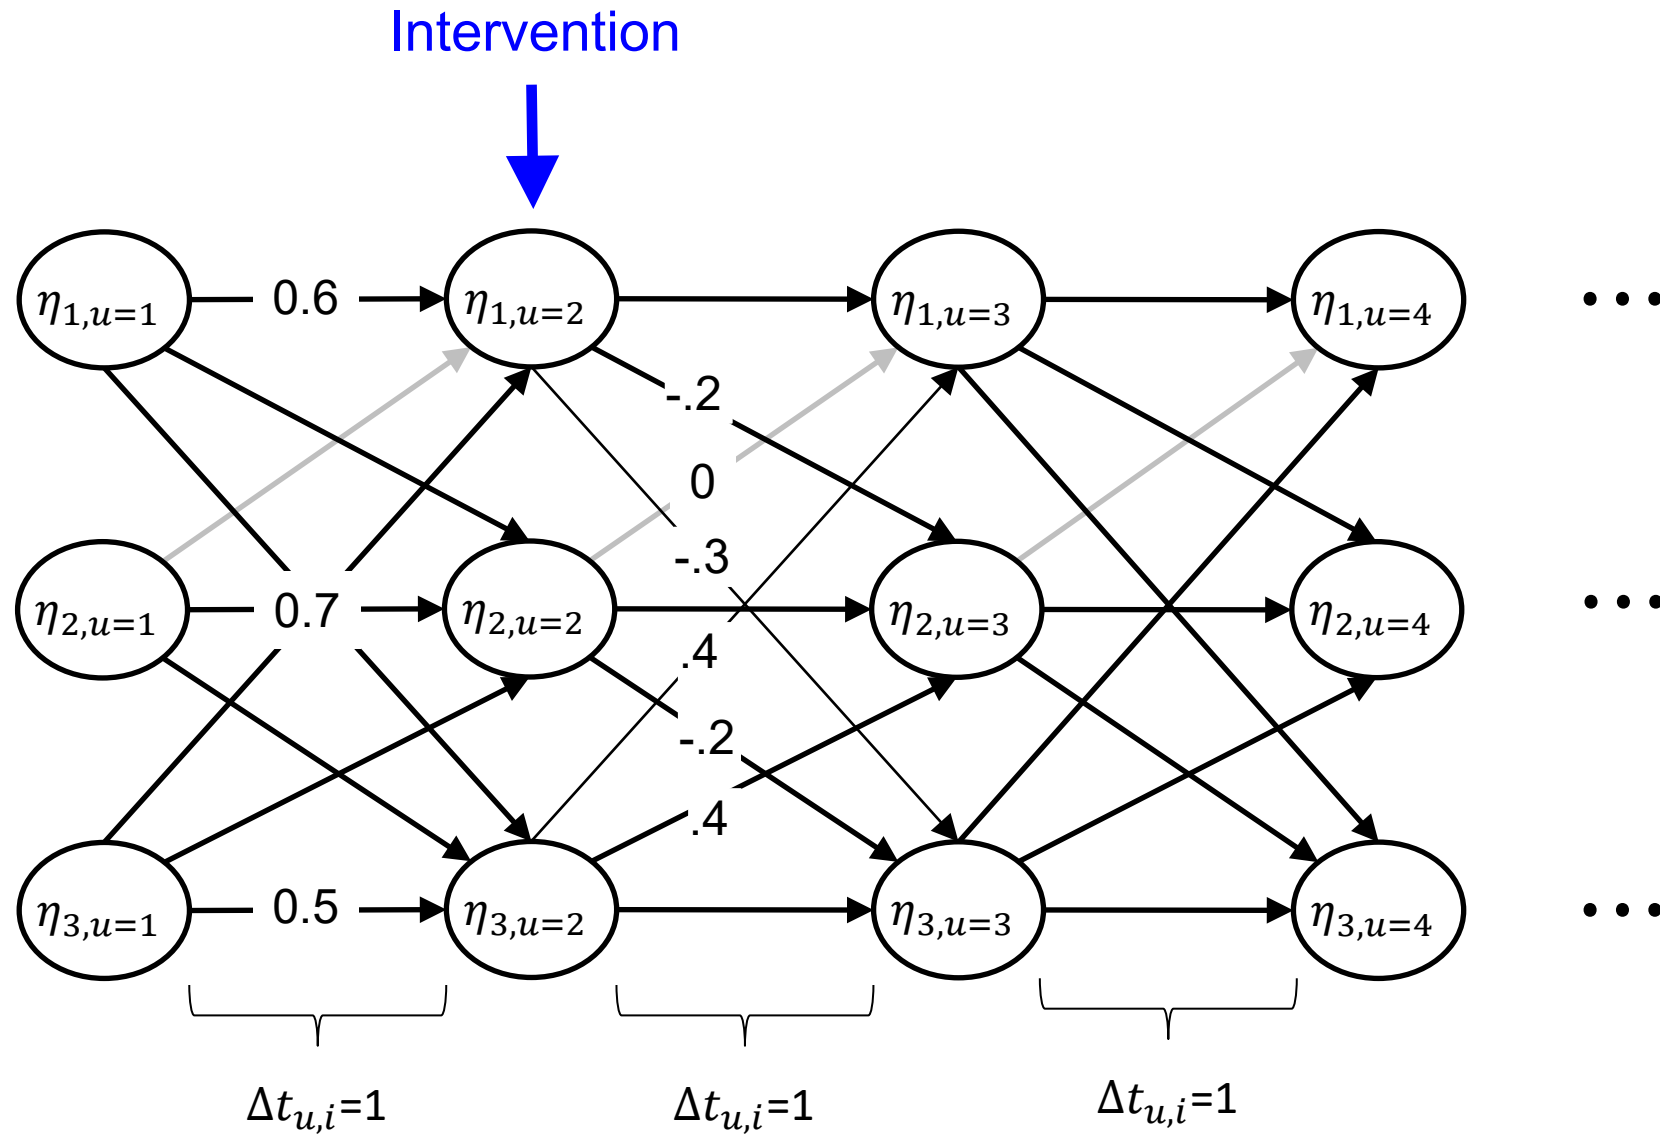 Intervention
η1,u=1 0.6 η1,u=2 η1,u=3 η1,u=4 ...
-.2
0
-.3
η2,u=1 0.7 η2,u=2 η2,u=3 η2,u=4 ...
.4
-.2
.4
η3,u=1 0.5 η3,u=2 η3,u=3 η3,u=4 ...
Δtu,i=1 Δtu,i=1 Δtu,i=1